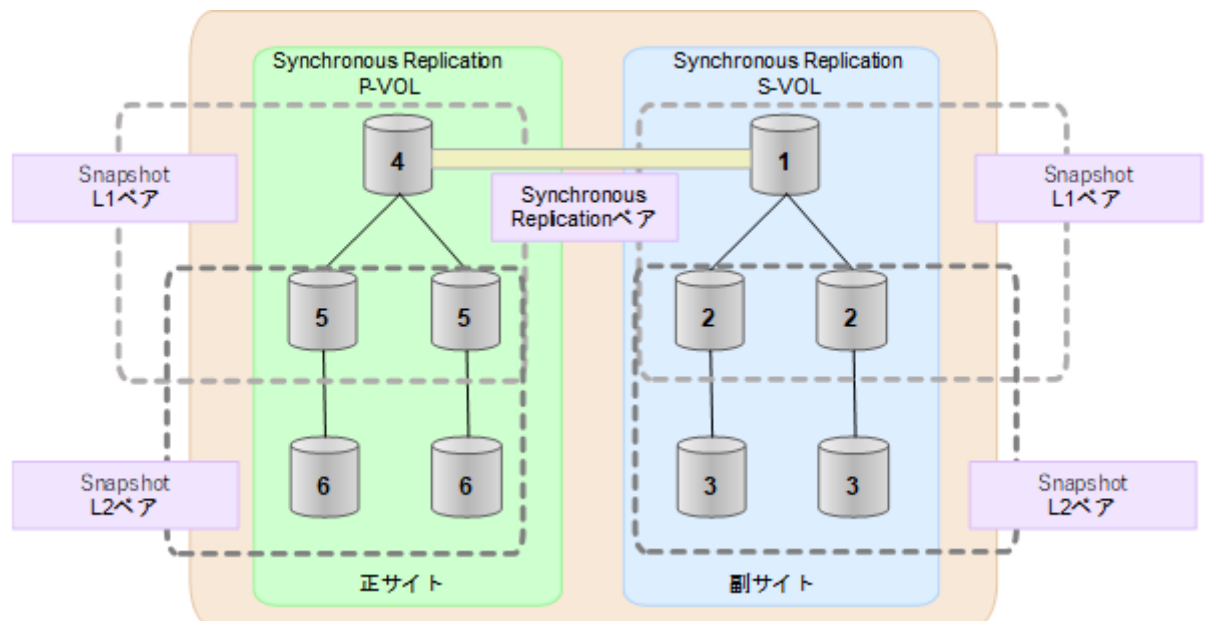 Synchronous Replication
P-VOL
Synchronous Replication
S-VOL
4
1
Snapshot
L1ペア
Synchronous
Replicationペア
Snapshot
L1ペア
5
5
2
2
6
6
3
3
Snapshot
L2ペア
Snapshot
L2ペア
正サイト
副サイト